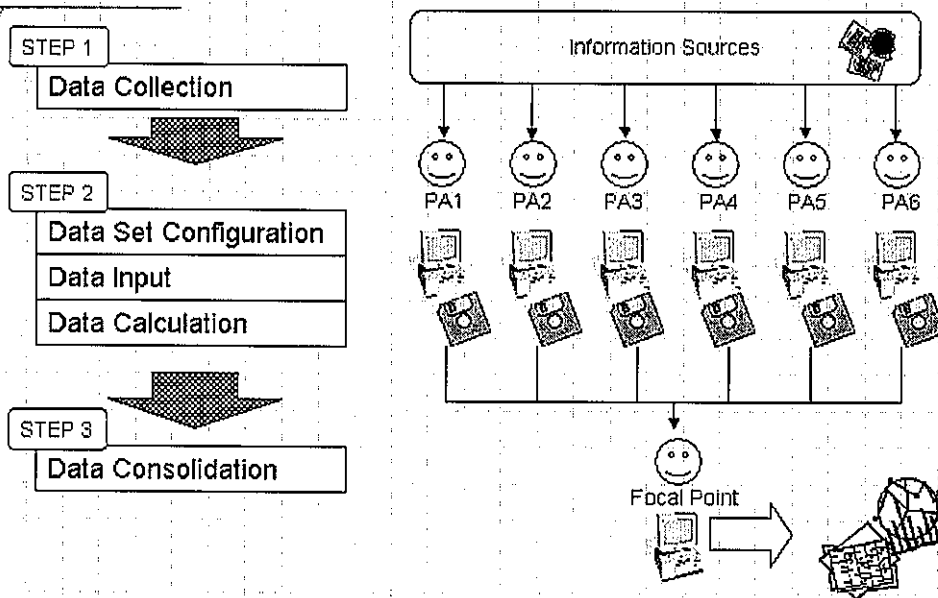 STEP 1
Data Collection
STEP 2
Data Set Configuration
Data Input
Data Calculation
STEP 3
Data Consolidation
Information Sources
PA1 PA2 PA3 PA4 PA5 PA6
Focal Point